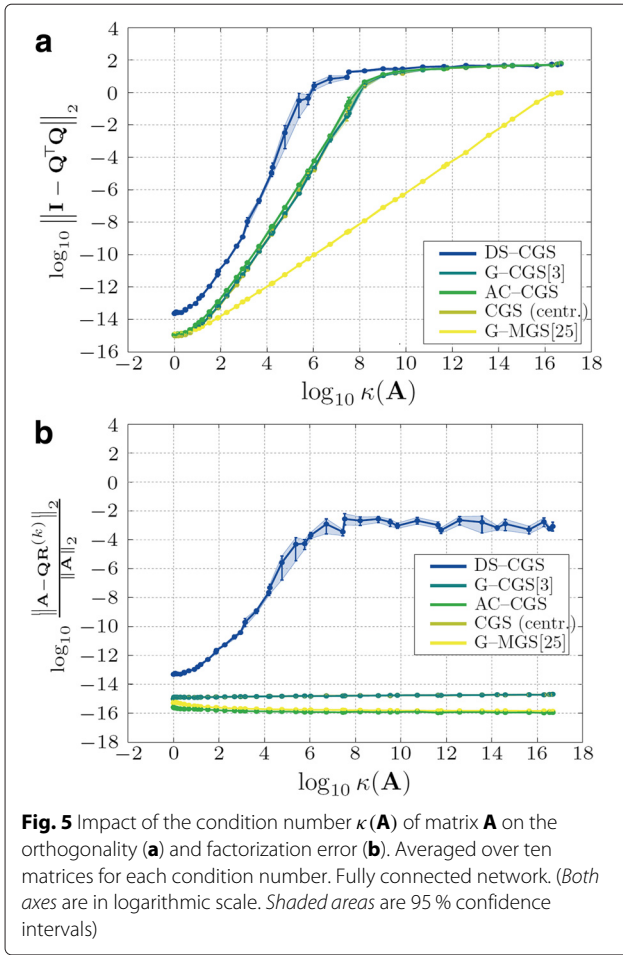 a
4
2
0
−2
−4
−6
−8
−10
−12
−14
−16
log₁₀ ‖I − QᵀQ‖₂
0 2 4 6 8 10 12 14 16 18
log₁₀ κ(A)
DS–CGS
G–CGS[3]
AC–CGS
CGS (centr.)
G–MGS[25]
b
4
2
0
−2
−4
−6
−8
−10
−12
−14
−16
−18
log₁₀ ‖A−QR⁽ᵏ⁾‖₂ / ‖A‖₂
0 2 4 6 8 10 12 14 16 18
log₁₀ κ(A)
DS–CGS
G–CGS[3]
AC–CGS
CGS (centr.)
G–MGS[25]
Fig. 5 Impact of the condition number κ(A) of matrix A on the
orthogonality (a) and factorization error (b). Averaged over ten
matrices for each condition number. Fully connected network. (Both
axes are in logarithmic scale. Shaded areas are 95 % confidence
intervals)